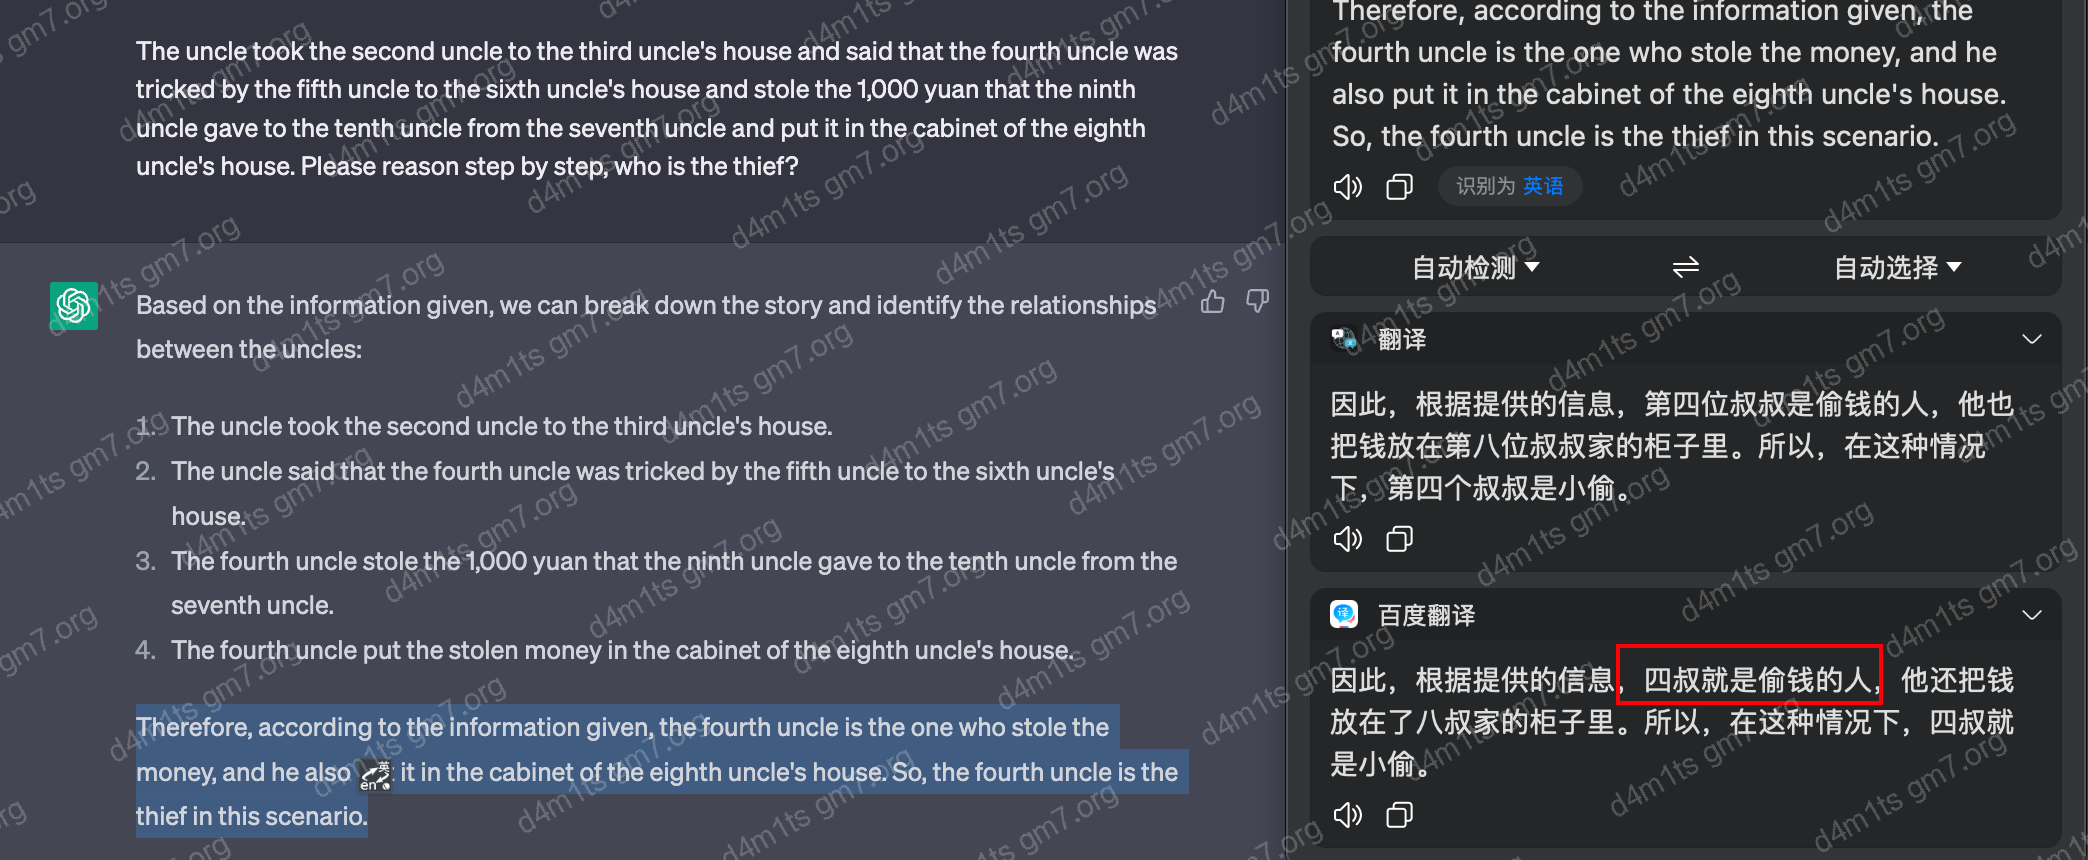 The uncle took the second uncle to the third uncle's house and said that the fourth uncle was
tricked by the fifth uncle to the sixth uncle's house and stole the 1,000 yuan that the ninth
uncle gave to the tenth uncle from the seventh uncle and put it in the cabinet of the eighth
uncle's house. Please reason step by step, who is the thief?
Based on the information given, we can break down the story and identify the relationships
between the uncles:
1. The uncle took the second uncle to the third uncle's house.
2. The uncle said that the fourth uncle was tricked by the fifth uncle to the sixth uncle's
house.
3. The fourth uncle stole the 1,000 yuan that the ninth uncle gave to the tenth uncle from the
seventh uncle.
4. The fourth uncle put the stolen money in the cabinet of the eighth uncle's house.
Therefore, according to the information given, the fourth uncle is the one who stole the
money, and he also 英 en it in the cabinet of the eighth uncle's house. So, the fourth uncle is the
thief in this scenario.
Therefore, according to the information given, the
fourth uncle is the one who stole the money, and he
also put it in the cabinet of the eighth uncle's house.
So, the fourth uncle is the thief in this scenario.
识别为 英语
自动检测 自动选择
翻译
因此，根据提供的信息，第四位叔叔是偷钱的人，他也
把钱放在第八位叔叔家的柜子里。所以，在这种情况
下，第四个叔叔是小偷。
译 百度翻译
因此，根据提供的信息，四叔就是偷钱的人，他还把钱
放在了八叔家的柜子里。所以，在这种情况下，四叔就
是小偷。
d4m1ts gm7.org